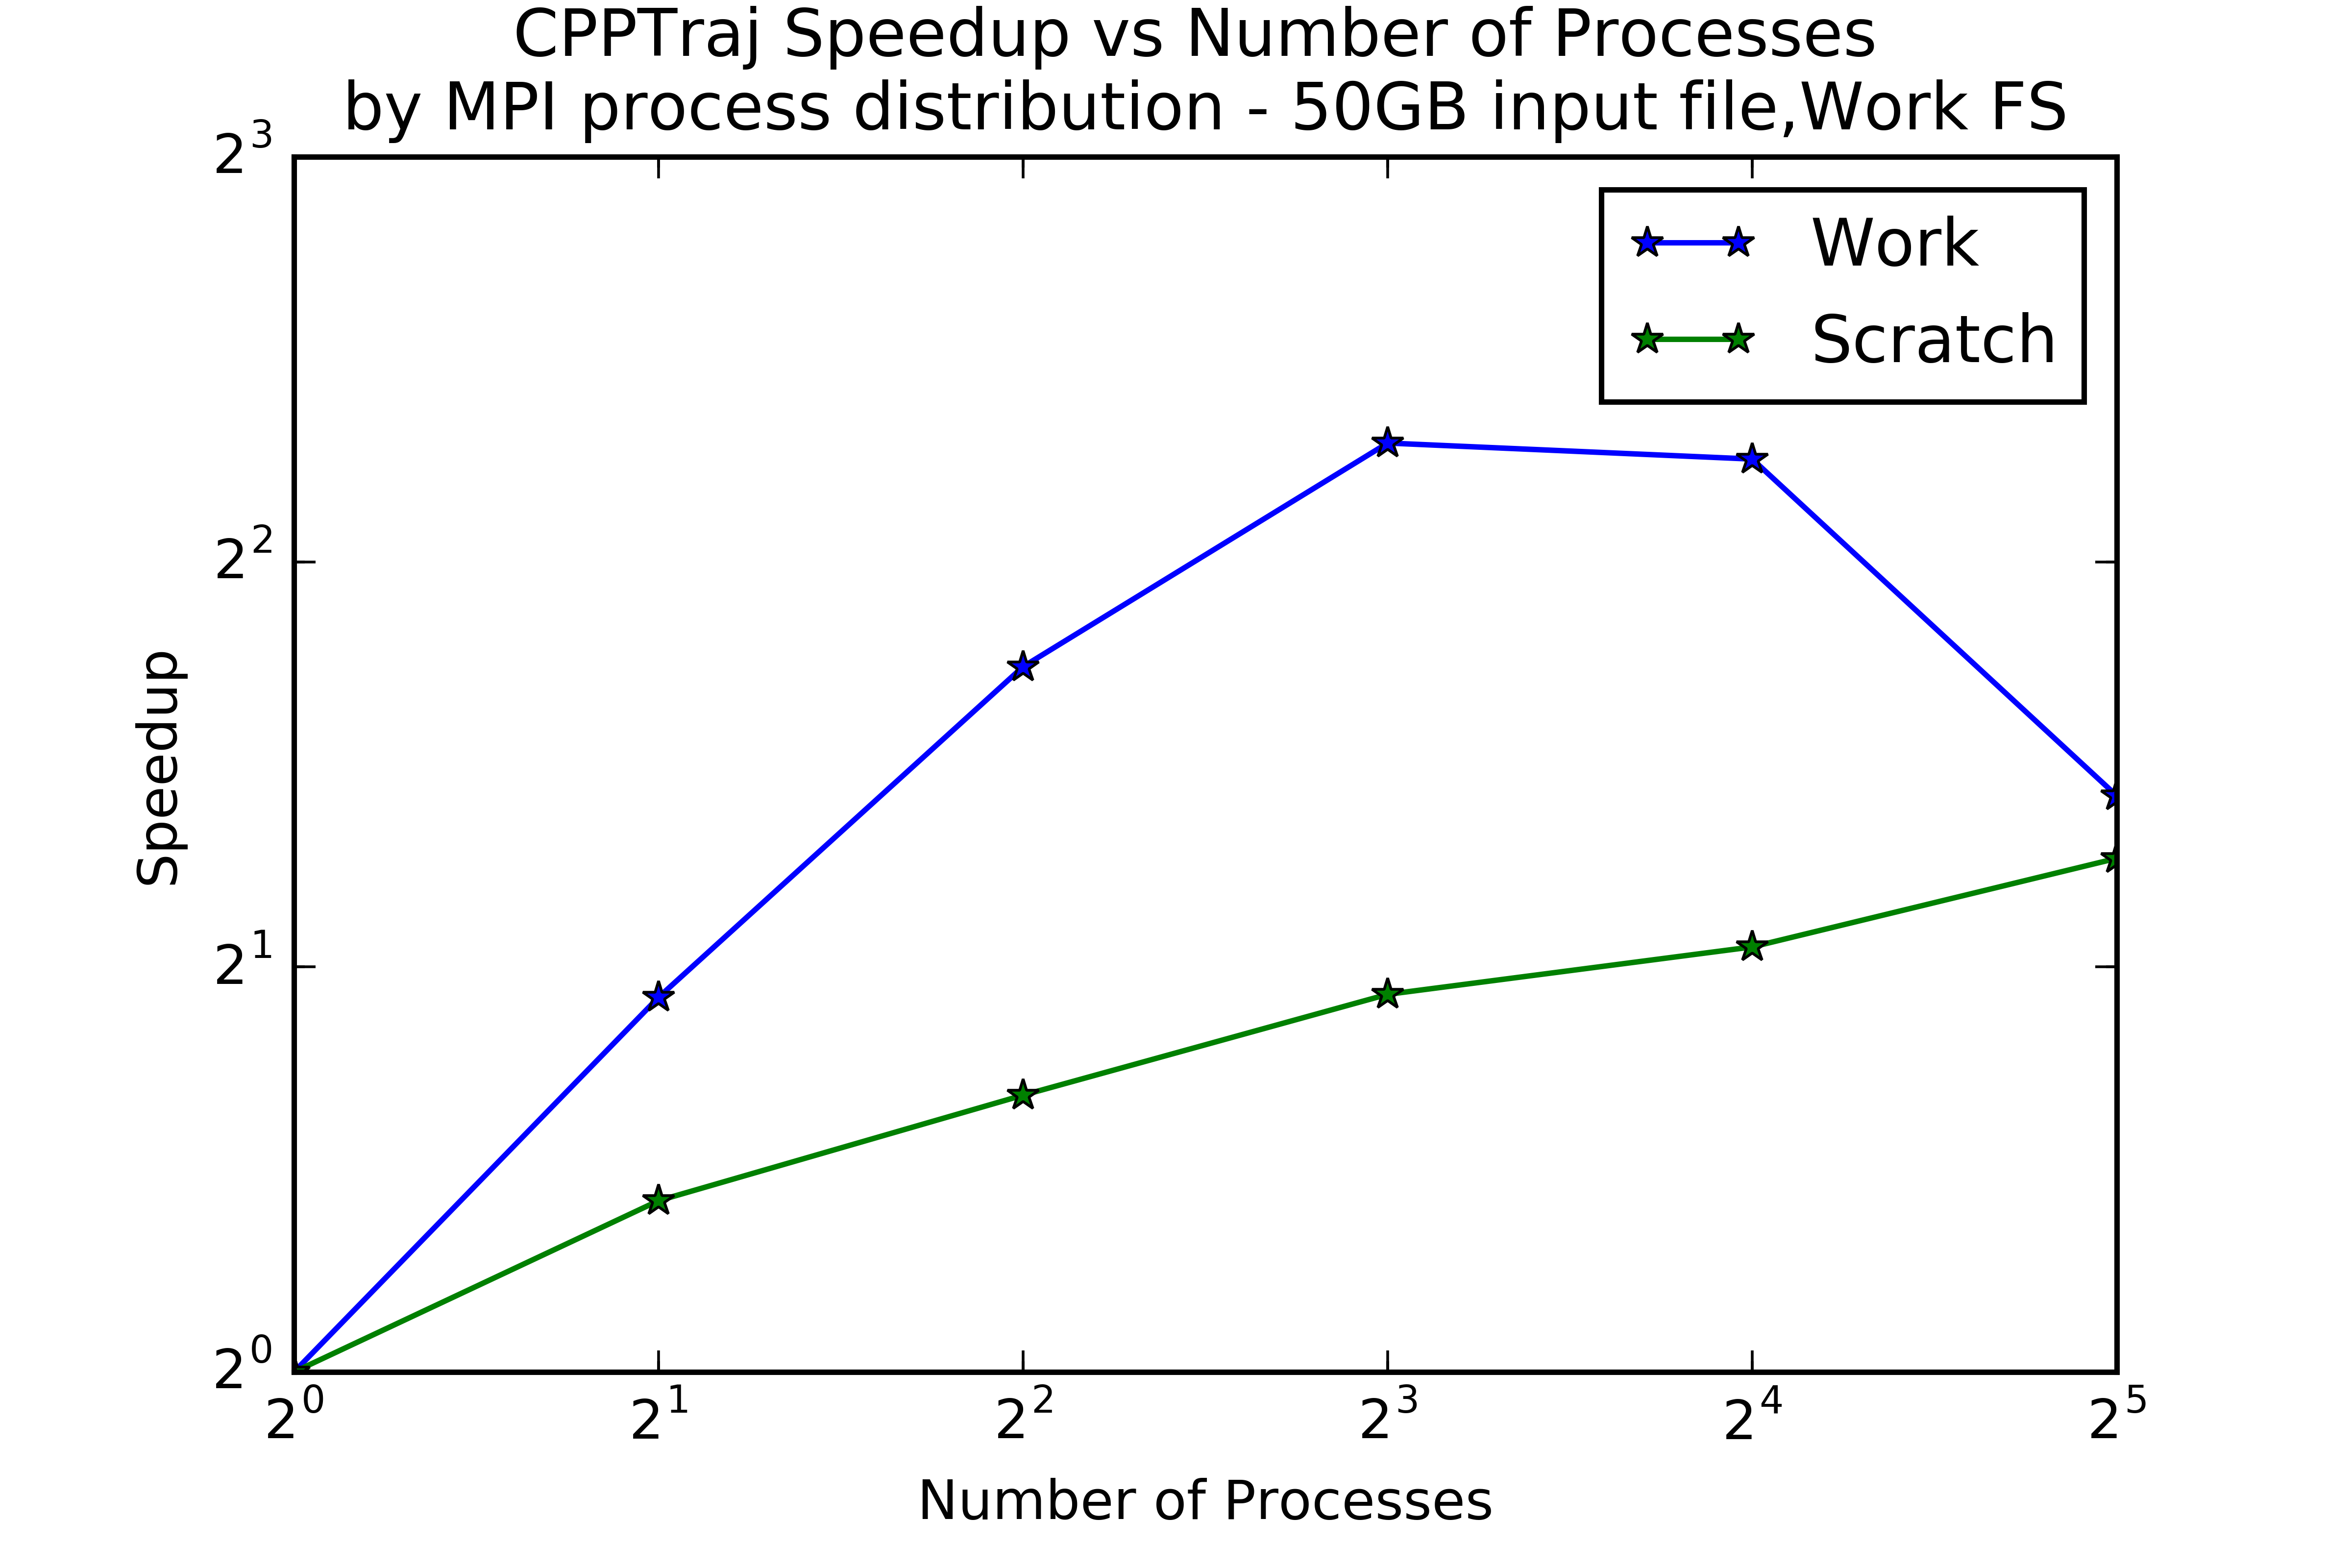 CPPTraj Speedup vs Number of Processes
by MPI process distribution - 50GB input file,Work FS
2^3
2^2
2^1
2^0
Speedup
Work
Scratch
2^0 2^1 2^2 2^3 2^4 2^5
Number of Processes